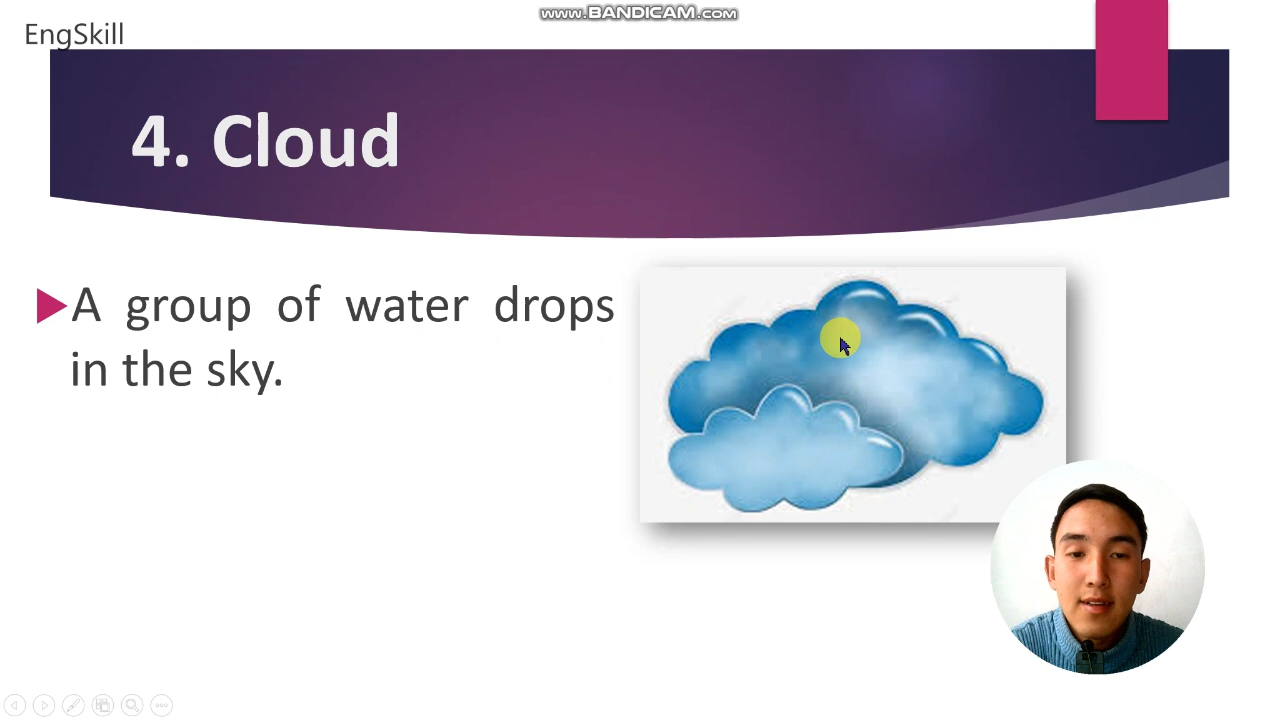 www.BANDICAM.com
EngSkill
4. Cloud
A group of water drops
in the sky.